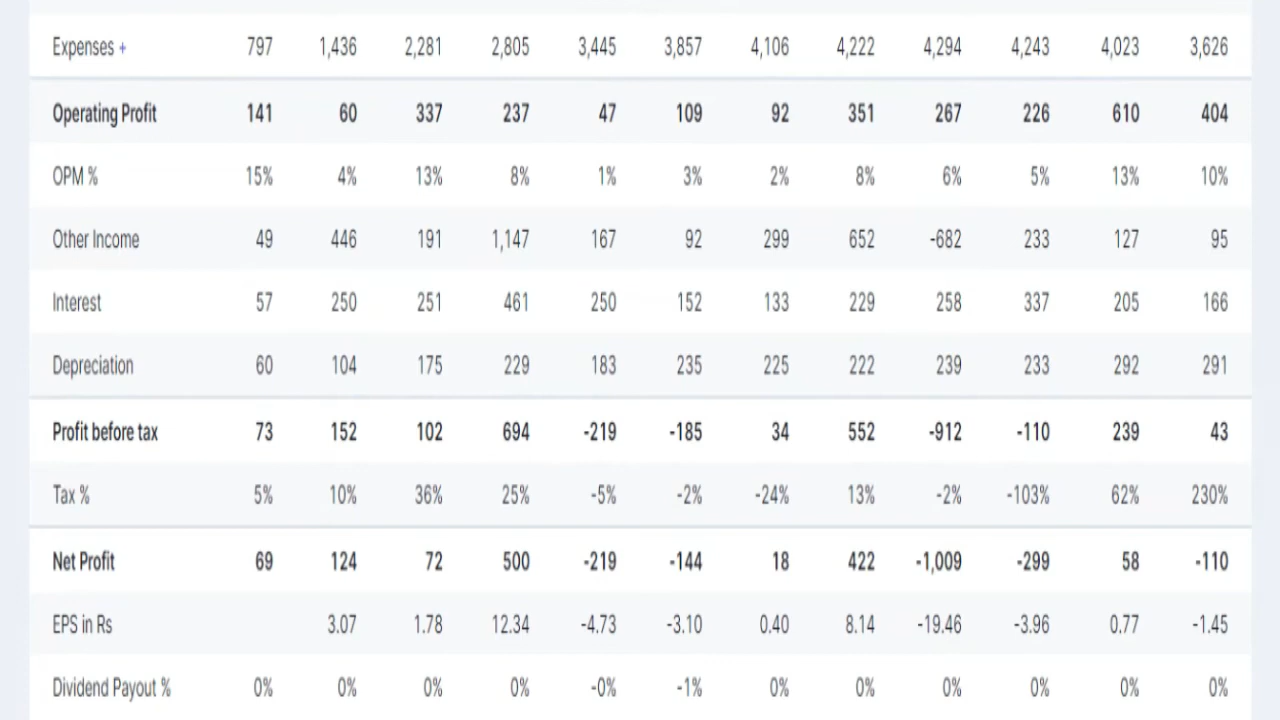 Expenses + 797 1,436 2,281 2,805 3,445 3,857 4,106 4,222 4,294 4,243 4,023 3,626
Operating Profit 141 60 337 237 47 109 92 351 267 226 610 404
OPM % 15% 4% 13% 8% 1% 3% 2% 8% 6% 5% 13% 10%
Other Income 49 446 191 1,147 167 92 299 652 -682 233 127 95
Interest 57 250 251 461 250 152 133 229 258 337 205 166
Depreciation 60 104 175 229 183 235 225 222 239 233 292 291
Profit before tax 73 152 102 694 -219 -185 34 552 -912 -110 239 43
Tax % 5% 10% 36% 25% -5% -2% -24% 13% -2% -103% 62% 230%
Net Profit 69 124 72 500 -219 -144 18 422 -1,009 -299 58 -110
EPS in Rs 3.07 1.78 12.34 -4.73 -3.10 0.40 8.14 -19.46 -3.96 0.77 -1.45
Dividend Payout % 0% 0% 0% 0% -0% -1% 0% 0% 0% 0% 0% 0%